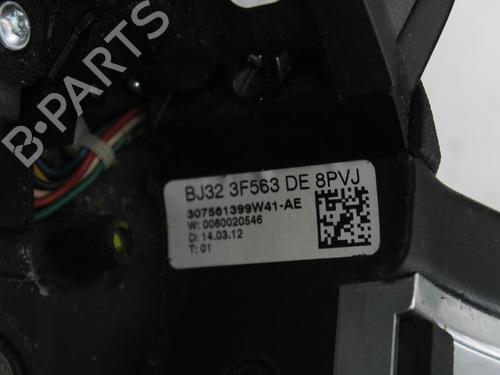 B-PARTS
BJ32 3F563 DE 8PVJ
307561399W41-AE
W: 0060020546
D: 14.03.12
T: 01